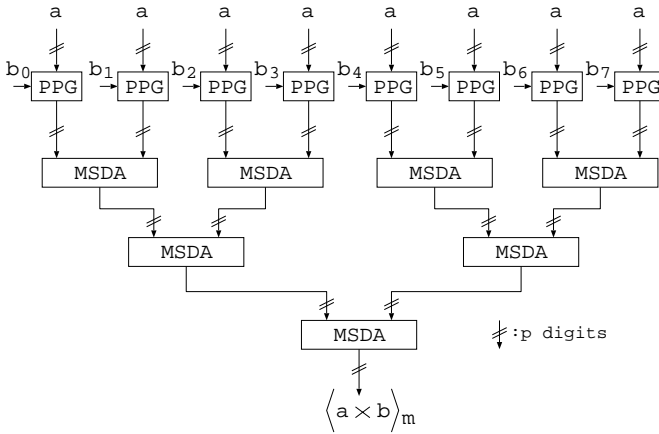 a a a a a a a a
b0 b1 b2 b3 b4 b5 b6 b7
PPG PPG PPG PPG PPG PPG PPG PPG
MSDA MSDA MSDA MSDA
MSDA MSDA
MSDA :p digits
⟨a × b⟩m